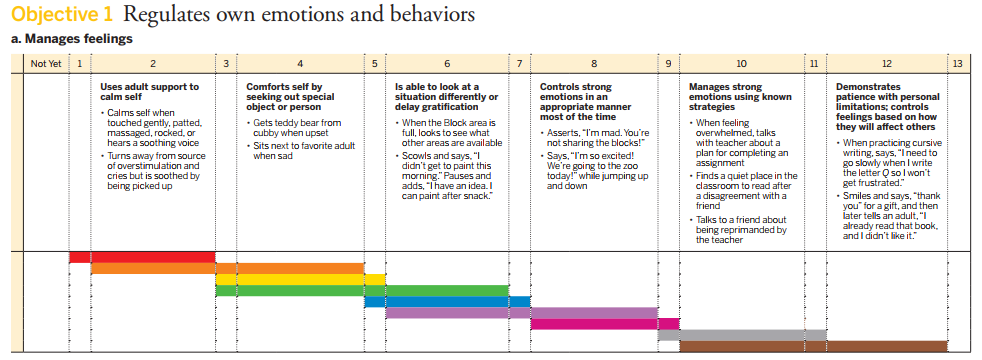 Objective 1 Regulates own emotions and behaviors
a. Manages feelings
Not Yet 1 2 3 4 5 6 7 8 9 10 11 12 13
Uses adult support to
calm self
• Calms self when
touched gently, patted,
massaged, rocked, or
hears a soothing voice
• Turns away from source
of overstimulation and
cries but is soothed by
being picked up
Comforts self by
seeking out special
object or person
• Gets teddy bear from
cubby when upset
• Sits next to favorite adult
when sad
Is able to look at a
situation differently or
delay gratification
• When the Block area is
full, looks to see what
other areas are available
• Scowls and says, “I
didn’t get to paint this
morning.” Pauses and
adds, “I have an idea. I
can paint after snack.”
Controls strong
emotions in an
appropriate manner
most of the time
• Asserts, “I’m mad. You’re
not sharing the blocks!”
• Says, “I’m so excited!
We’re going to the zoo
today!” while jumping up
and down
Manages strong
emotions using known
strategies
• When feeling
overwhelmed, talks
with teacher about a
plan for completing an
assignment
• Finds a quiet place in the
classroom to read after
a disagreement with a
friend
• Talks to a friend about
being reprimanded by
the teacher
Demonstrates
patience with personal
limitations; controls
feelings based on how
they will affect others
• When practicing cursive
writing, says, “I need to
go slowly when I write
the letter Q so I won’t
get frustrated.”
• Smiles and says, “thank
you” for a gift, and then
later tells an adult, “I
already read that book,
and I didn’t like it.”